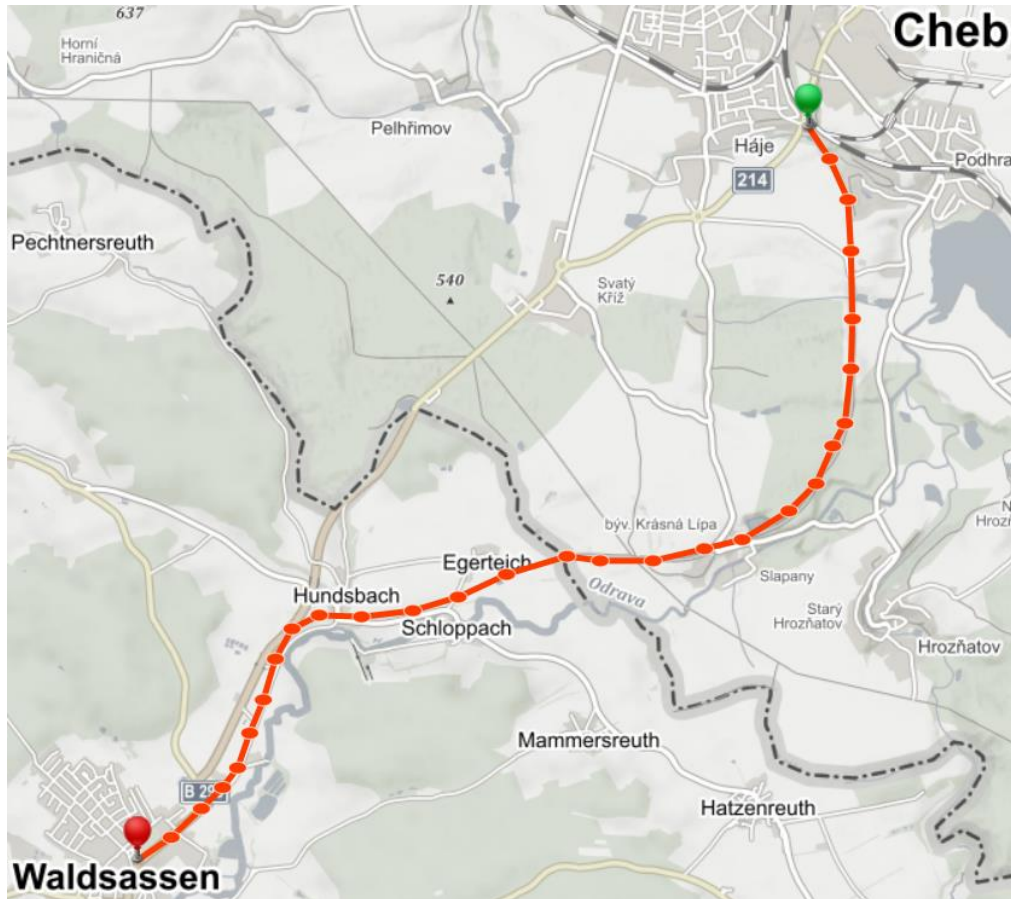 637
Horní
Hraničná
Cheb
Pelhřimov
Háje
Podhra
214
Pechtnersreuth
540
Svatý
Kříž
býv. Krásná Lípa
Egerteich
Odrava
Slapany
Hundsbach
Schloppach
Starý
Hrozňatov
Hrozňatov
Mammersreuth
B 29
Hatzenreuth
Waldsassen